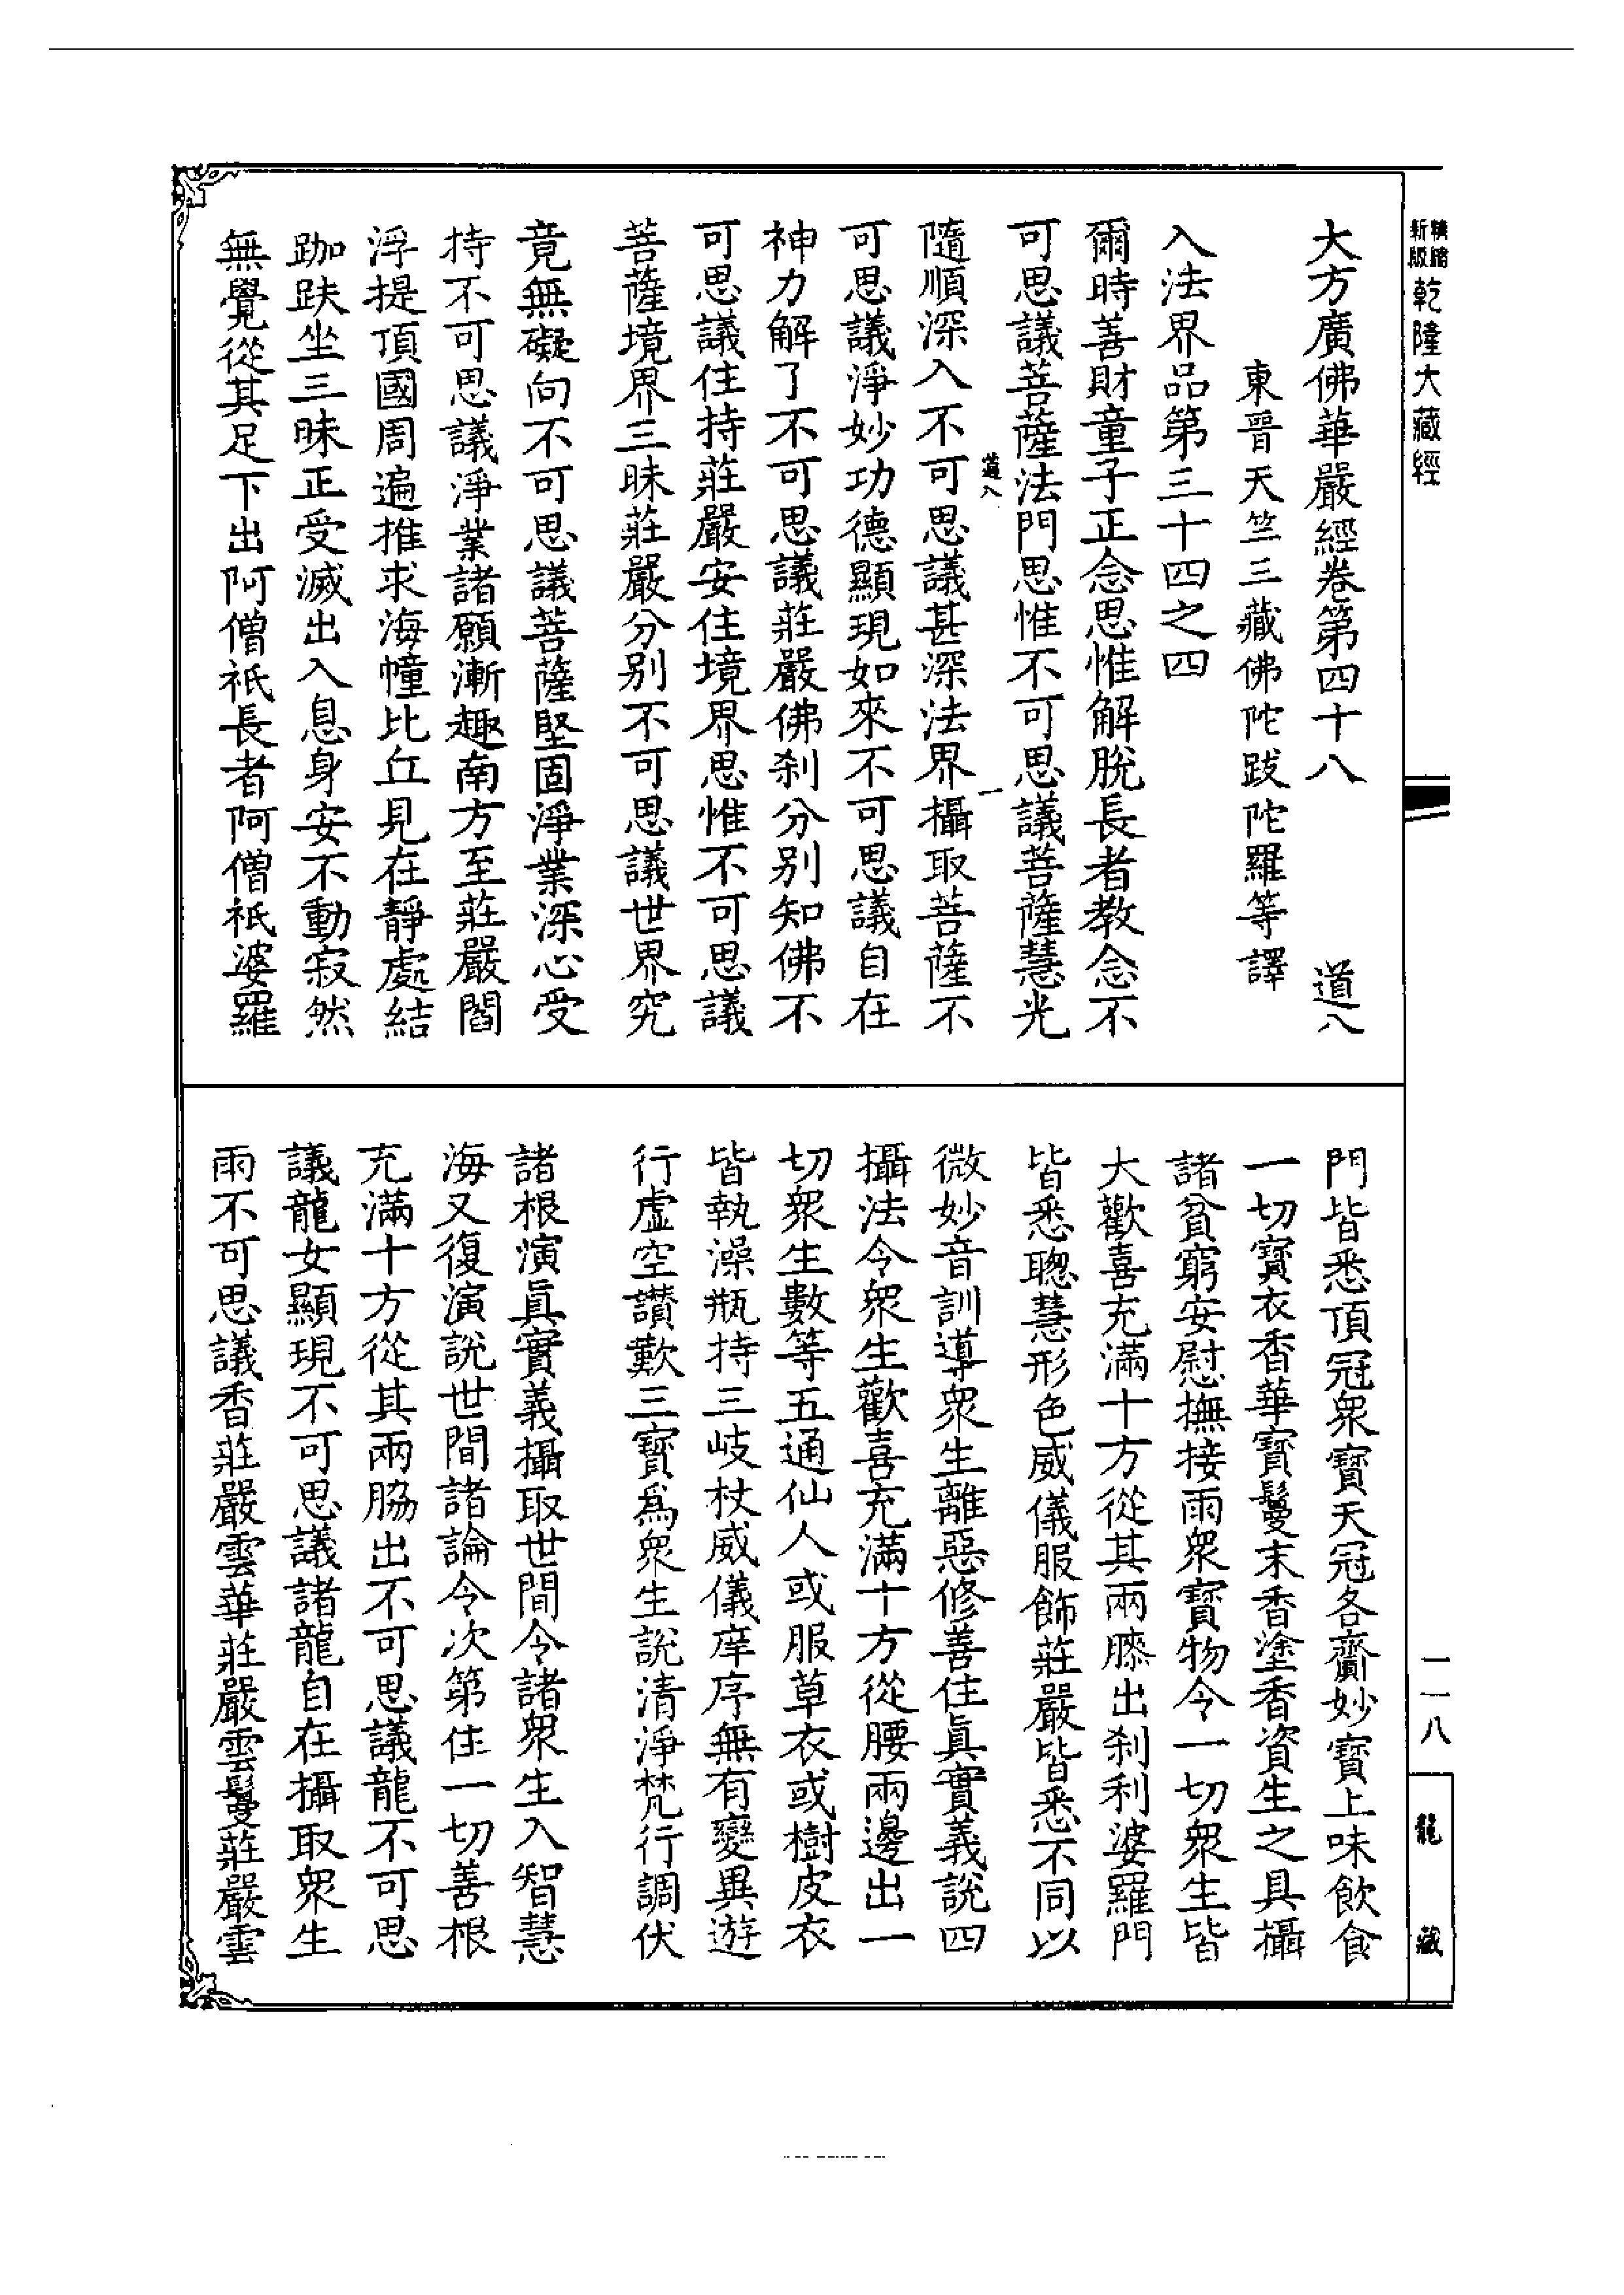 新版
精縮
乾隆大藏經
一一八
龍藏
大方廣佛華嚴經卷第四十八 道八
東晉天竺三藏佛陀跋陀羅等譯
入法界品第三十四之四
爾時善財童子正念思惟解脫長者教念不
可思議菩薩法門思惟不可思議菩薩慧光
道八 一
隨順深入不可思議甚深法界攝取菩薩不
可思議淨妙功德顯現如來不可思議自在
神力解了不可思議莊嚴佛刹分別知佛不
可思議住持莊嚴安住境界思惟不可思議
菩薩境界三昧莊嚴分別不可思議世界究
竟無礙向不可思議菩薩堅固淨業深心受
持不可思議淨業諸願漸趣南方至莊嚴閻
浮提頂國周遍推求海幢比丘見在靜處結
跏趺坐三昧正受滅出入息身安不動寂然
無覺從其足下出阿僧祇長者阿僧祇婆羅
門皆悉頂冠衆寶天冠各齎妙寶上味飲食
一切寶衣香華寶鬘末香塗香資生之具攝
諸貧窮安慰撫接雨衆寶物令一切衆生皆
大歡喜充滿十方從其兩膝出刹利婆羅門
皆悉聰慧形色威儀服飾莊嚴皆悉不同以
微妙音訓導衆生離惡修善住眞實義說四
攝法令衆生歡喜充滿十方從腰兩邊出一
切衆生數等五通仙人或服草衣或樹皮衣
皆執澡瓶持三岐杖威儀庠序無有變異遊
行虛空讚歎三寶爲衆生說清淨梵行調伏
諸根演眞實義攝取世間令諸衆生入智慧
海又復演說世間諸論令次第住一切善根
充滿十方從其兩脇出不可思議龍不可思
議龍女顯現不可思議諸龍自在攝取衆生
雨不可思議香莊嚴雲華莊嚴雲鬘莊嚴雲